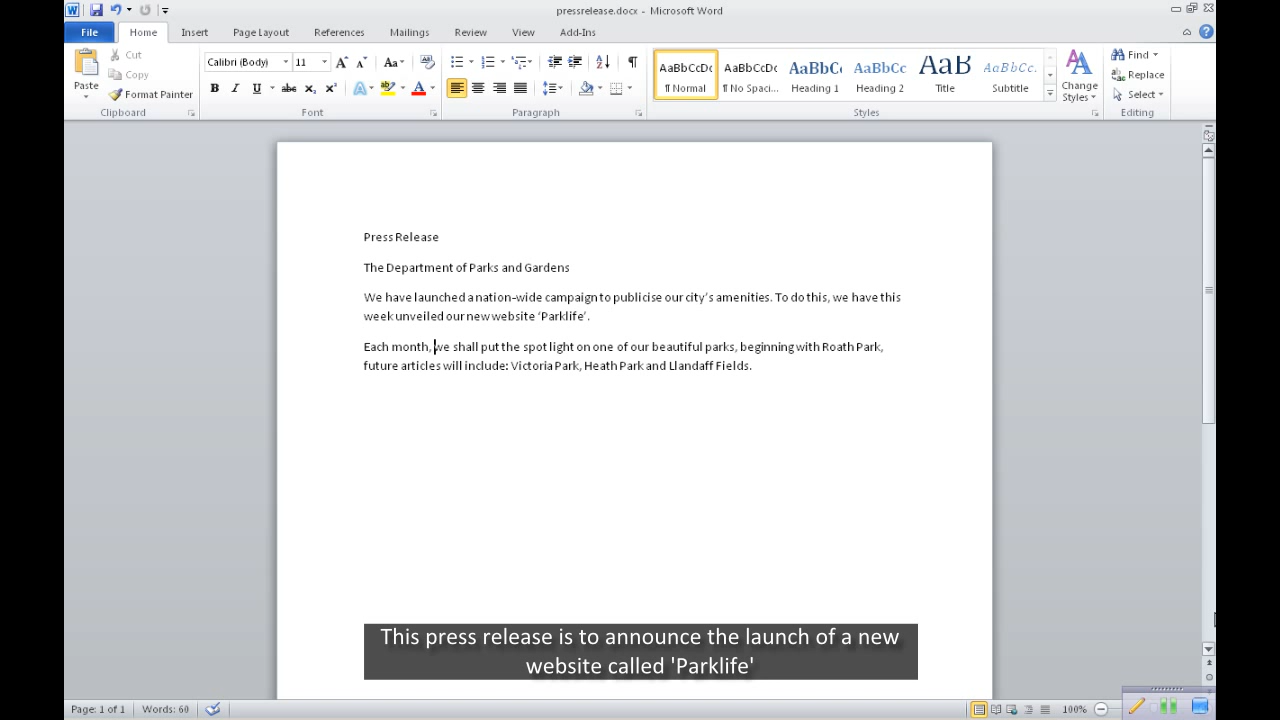 pressrelease.docx - Microsoft Word
File Home Insert Page Layout References Mailings Review View Add-Ins
Paste
Cut
Copy
Format Painter
Clipboard
Calibri (Body) 11
Font
Paragraph
AaBbCcDc AaBbCcDc AaBbC AaBbCc AaB AaBbCc.
¶ Normal ¶ No Spaci... Heading 1 Heading 2 Title Subtitle
Change
Styles
Styles
Find
Replace
Select
Editing
Press Release
The Department of Parks and Gardens
We have launched a nation-wide campaign to publicise our city’s amenities. To do this, we have this
week unveiled our new website ‘Parklife’.
Each month, we shall put the spot light on one of our beautiful parks, beginning with Roath Park,
future articles will include: Victoria Park, Heath Park and Llandaff Fields.
This press release is to announce the launch of a new
website called 'Parklife'
Page: 1 of 1 Words: 60 100%